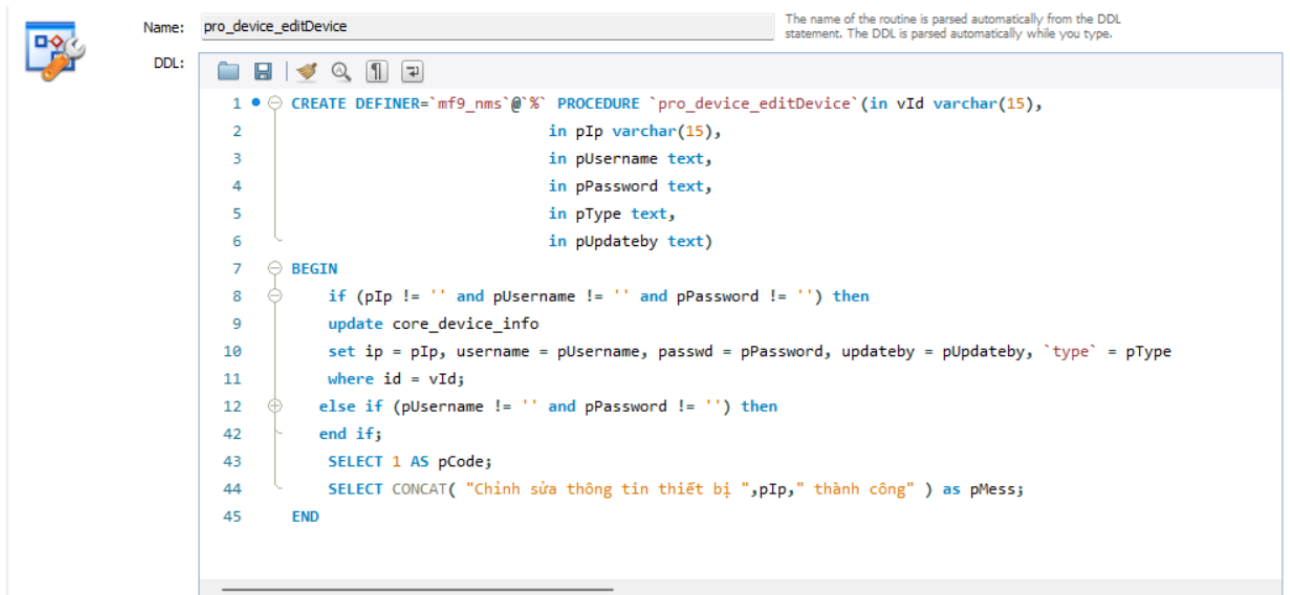 Name: pro_device_editDevice
The name of the routine is parsed automatically from the DDL
statement. The DDL is parsed automatically while you type.
DDL:
1 CREATE DEFINER=`mf9_nms`@`%` PROCEDURE `pro_device_editDevice`(in vId varchar(15),
2 in pIp varchar(15),
3 in pUsername text,
4 in pPassword text,
5 in pType text,
6 in pUpdateby text)
7 BEGIN
8 if (pIp != '' and pUsername != '' and pPassword != '') then
9 update core_device_info
10 set ip = pIp, username = pUsername, passwd = pPassword, updateby = pUpdateby, `type` = pType
11 where id = vId;
12 else if (pUsername != '' and pPassword != '') then
42 end if;
43 SELECT 1 AS pCode;
44 SELECT CONCAT( "Chỉnh sửa thông tin thiết bị ",pIp," thành công" ) as pMess;
45 END